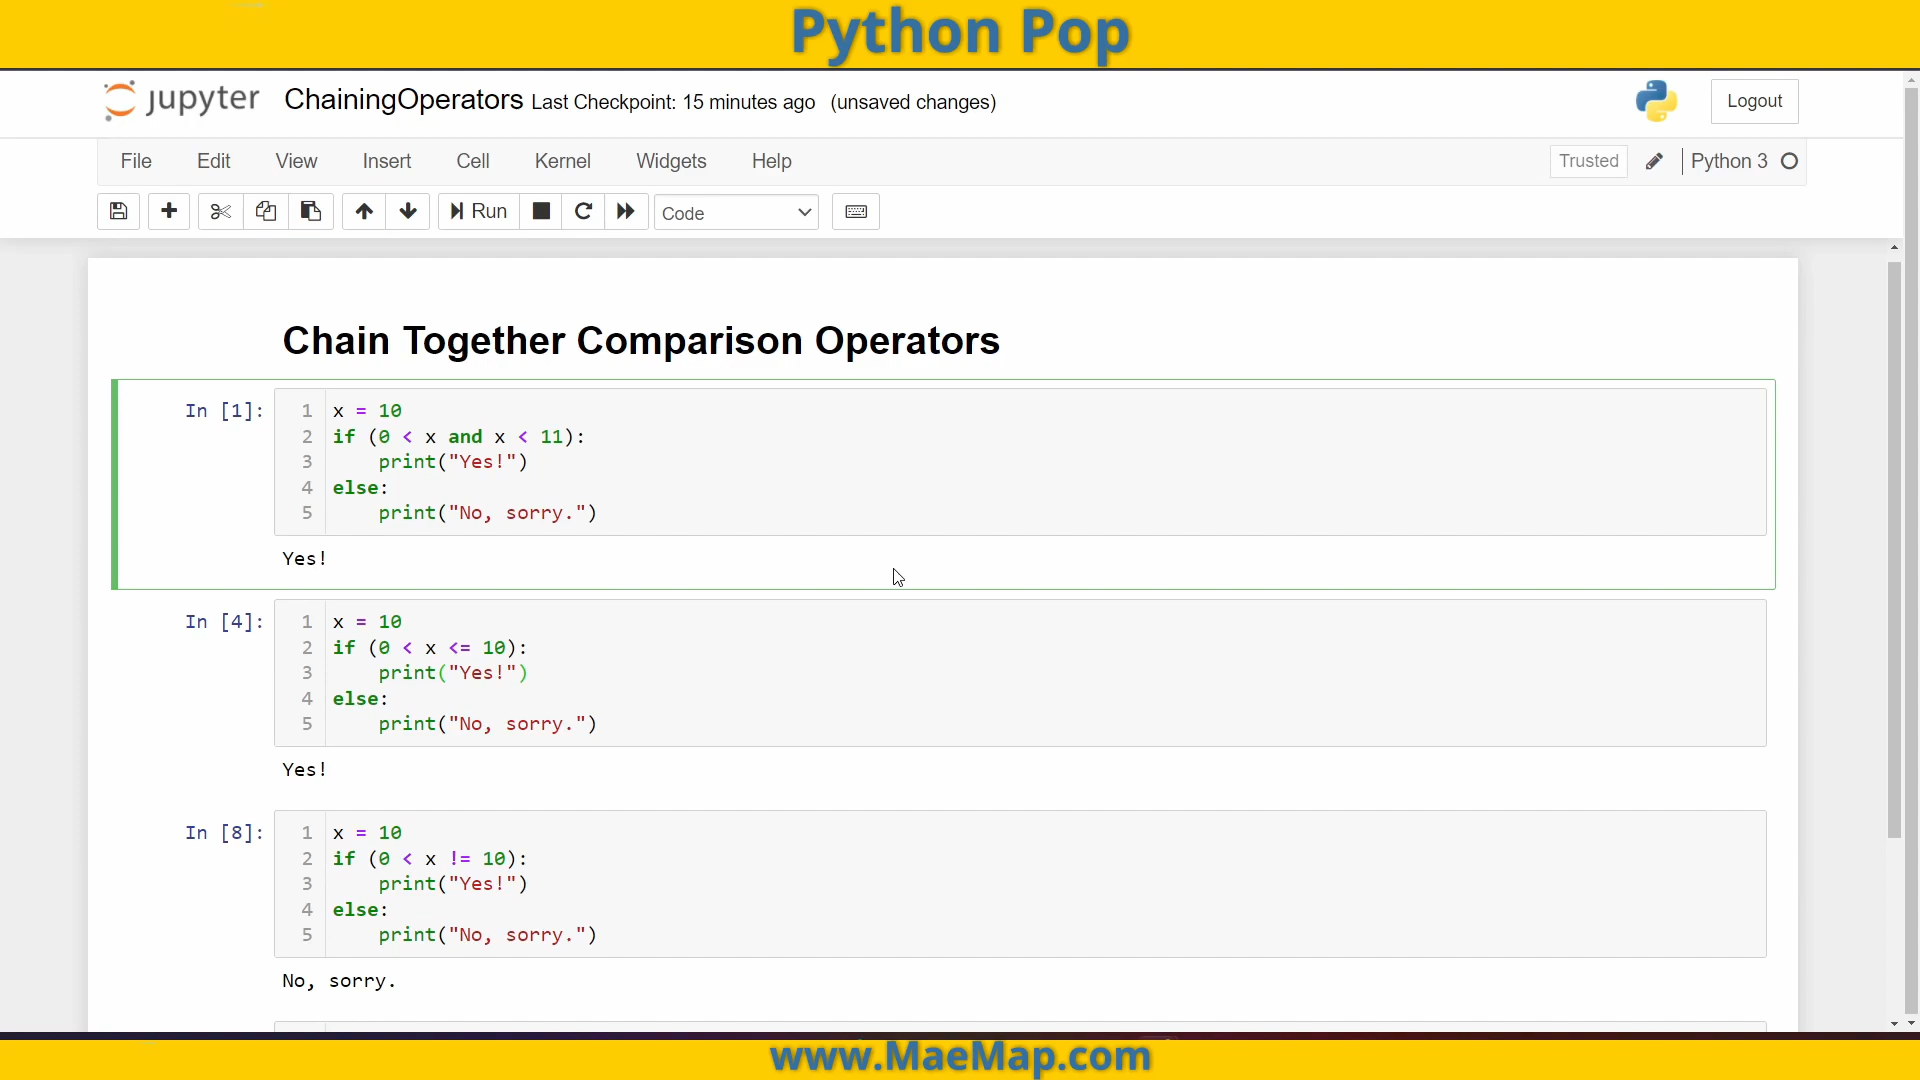 Python Pop
jupyter ChainingOperators Last Checkpoint: 15 minutes ago (unsaved changes) Logout
File Edit View Insert Cell Kernel Widgets Help Trusted Python 3
Run Code
Chain Together Comparison Operators
In [1]: 1 x = 10
2 if (0 < x and x < 11):
3     print("Yes!")
4 else:
5     print("No, sorry.")
Yes!
In [4]: 1 x = 10
2 if (0 < x <= 10):
3     print("Yes!")
4 else:
5     print("No, sorry.")
Yes!
In [8]: 1 x = 10
2 if (0 < x != 10):
3     print("Yes!")
4 else:
5     print("No, sorry.")
No, sorry.
www.MaeMap.com